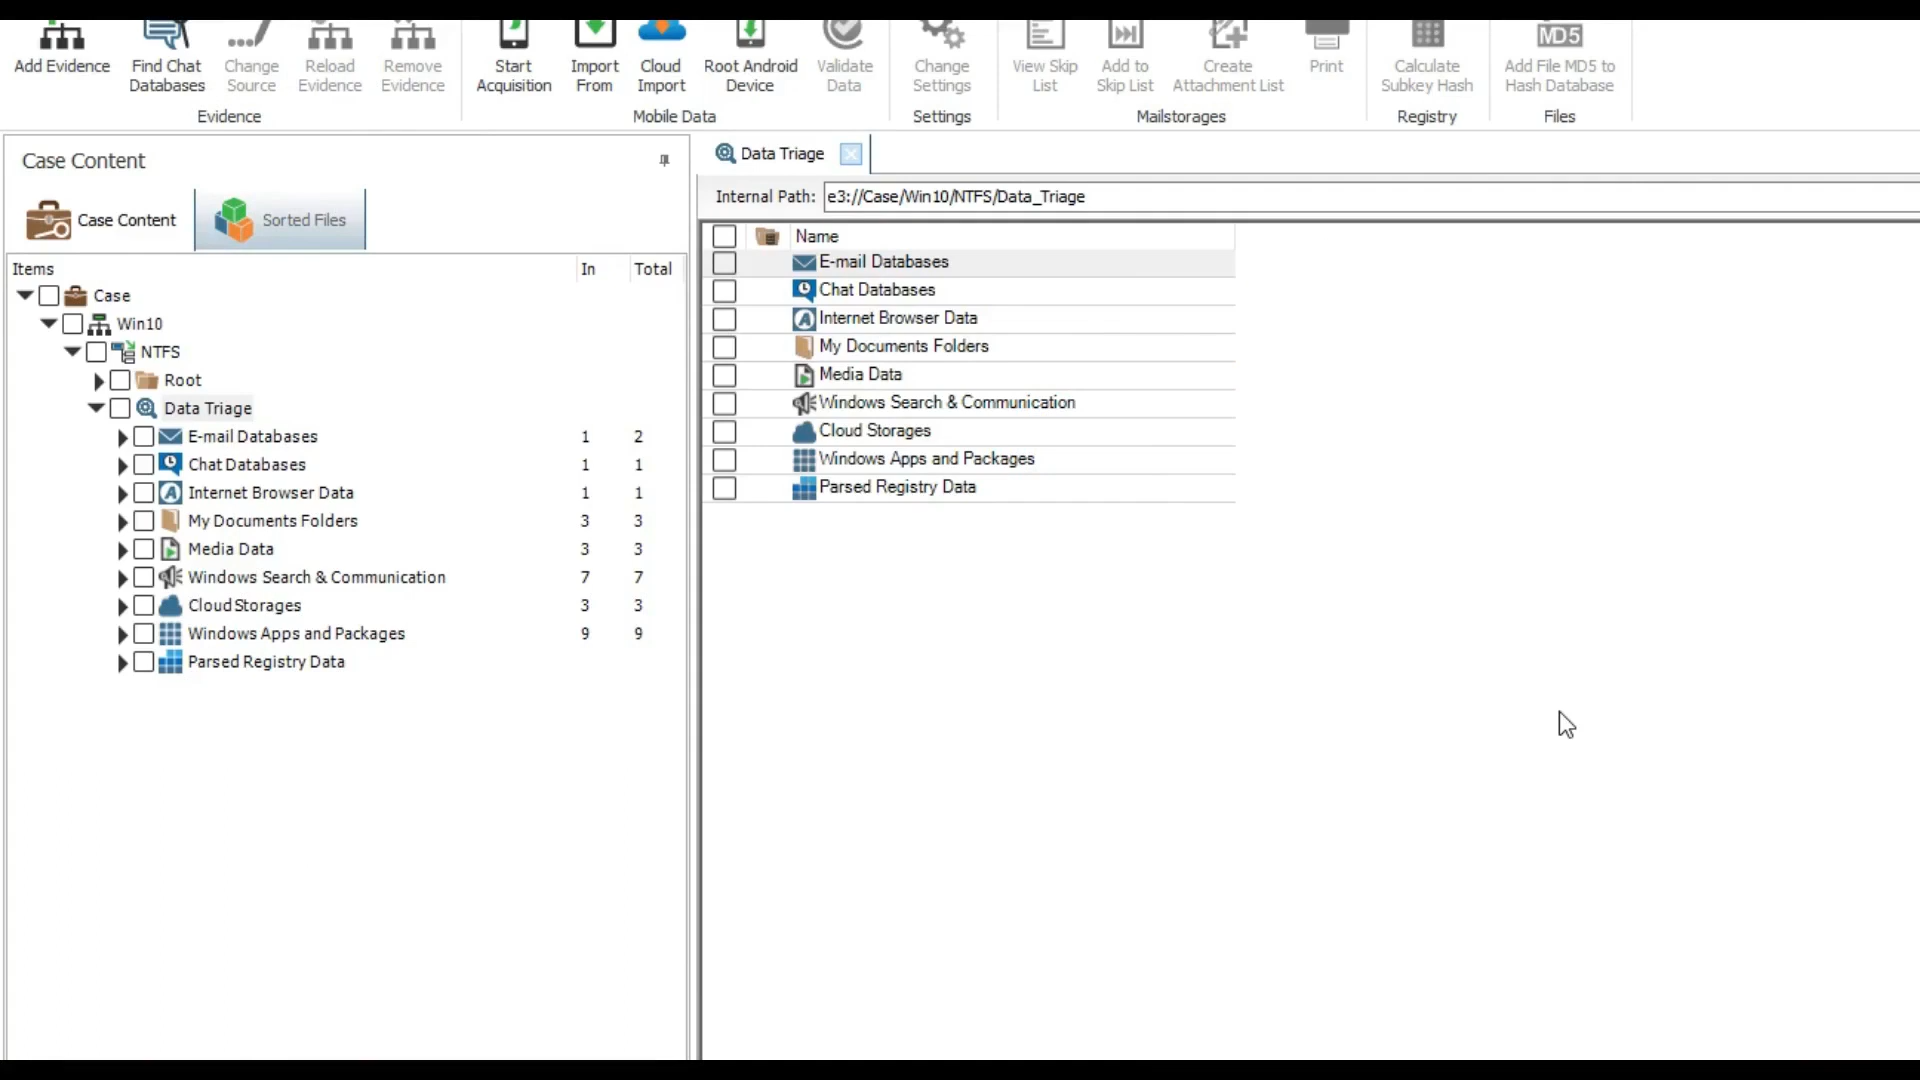 Add Evidence
Find Chat Databases
Change Source
Reload Evidence
Remove Evidence
Evidence
Start Acquisition
Import From
Cloud Import
Root Android Device
Validate Data
Mobile Data
Change Settings
Settings
View Skip List
Add to Skip List
Create Attachment List
Print
Mailstorages
Calculate Subkey Hash
Registry
MD5
Add File MD5 to Hash Database
Files
Case Content
Case Content
Sorted Files
Items In Total
Case
Win10
NTFS
Root
Data Triage
E-mail Databases 1 2
Chat Databases 1 1
Internet Browser Data 1 1
My Documents Folders 3 3
Media Data 3 3
Windows Search & Communication 7 7
Cloud Storages 3 3
Windows Apps and Packages 9 9
Parsed Registry Data
Data Triage
Internal Path: e3://Case/Win10/NTFS/Data_Triage
Name
E-mail Databases
Chat Databases
Internet Browser Data
My Documents Folders
Media Data
Windows Search & Communication
Cloud Storages
Windows Apps and Packages
Parsed Registry Data